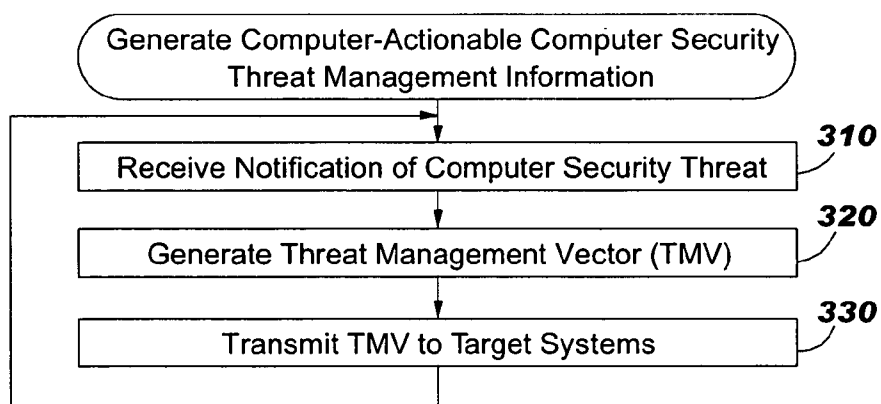 Generate Computer-Actionable Computer Security
Threat Management Information
310
Receive Notification of Computer Security Threat
320
Generate Threat Management Vector (TMV)
330
Transmit TMV to Target Systems